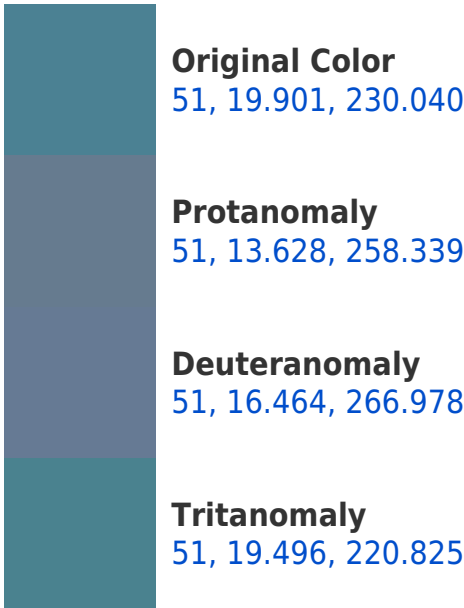 Original Color
51, 19.901, 230.040
Protanomaly
51, 13.628, 258.339
Deuteranomaly
51, 16.464, 266.978
Tritanomaly
51, 19.496, 220.825